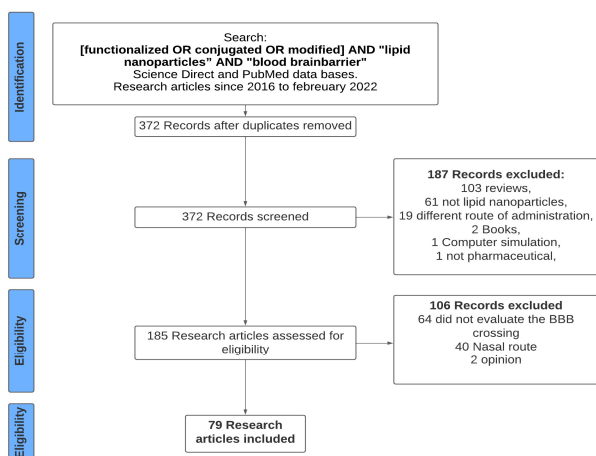 Identification
Search:
[functionalized OR conjugated OR modified] AND "lipid
nanoparticles” AND "blood brainbarrier"
Science Direct and PubMed data bases.
Research articles since 2016 to febreuary 2022
372 Records after duplicates removed
Screening
372 Records screened
187 Records excluded:
103 reviews,
61 not lipid nanoparticles,
19 different route of administration,
2 Books,
1 Computer simulation,
1 not pharmaceutical,
Eligibility
185 Research articles assessed for
eligibility
106 Records excluded
64 did not evaluate the BBB
crossing
40 Nasal route
2 opinion
Eligibility
79 Research
articles included